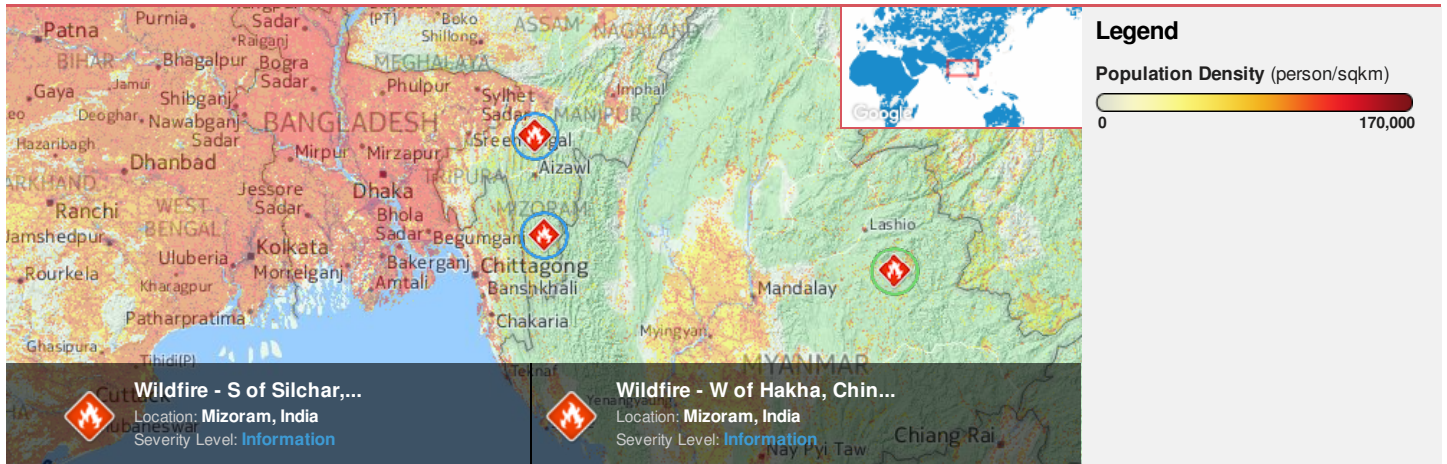 Patna
Purnia
Sadar
Raiganj
(PT)
Boko
Shillong
ASSAM
NAGALAND
BIHAR
Bhagalpur
Bogra
Sadar
MEGHALAYA
Gaya
Jamui
Shibganj
Phulpur
Sylhet
Sadar
Imphal
MANIPUR
Deoghar
Nawabganj
Sadar
BANGLADESH
Hazaribagh
Dhanbad
Mirpur
Mirzapur
Aizawl
TRIPURA
Jessore
Sadar
Dhaka
MIZORAM
Ranchi
WEST
BENGAL
Bhola
Sadar
Begumganj
Lashio
Jamshedpur
Uluberia
Kolkata
Morrelganj
Bakerganj
Chittagong
Rourkela
Kharagpur
Amtali
Banshkhali
Mandalay
Patharpratima
Chakaria
Myingyan
Ghasipura
Tihidi(P)
Teknaf
MYANMAR
Google
Wildfire - S of Silchar,...
Location: Mizoram, India
Severity Level: Information
Wildfire - W of Hakha, Chin...
Location: Mizoram, India
Severity Level: Information
Chiang Rai
Nay Pyi Taw
Legend
Population Density (person/sqkm)
0 170,000